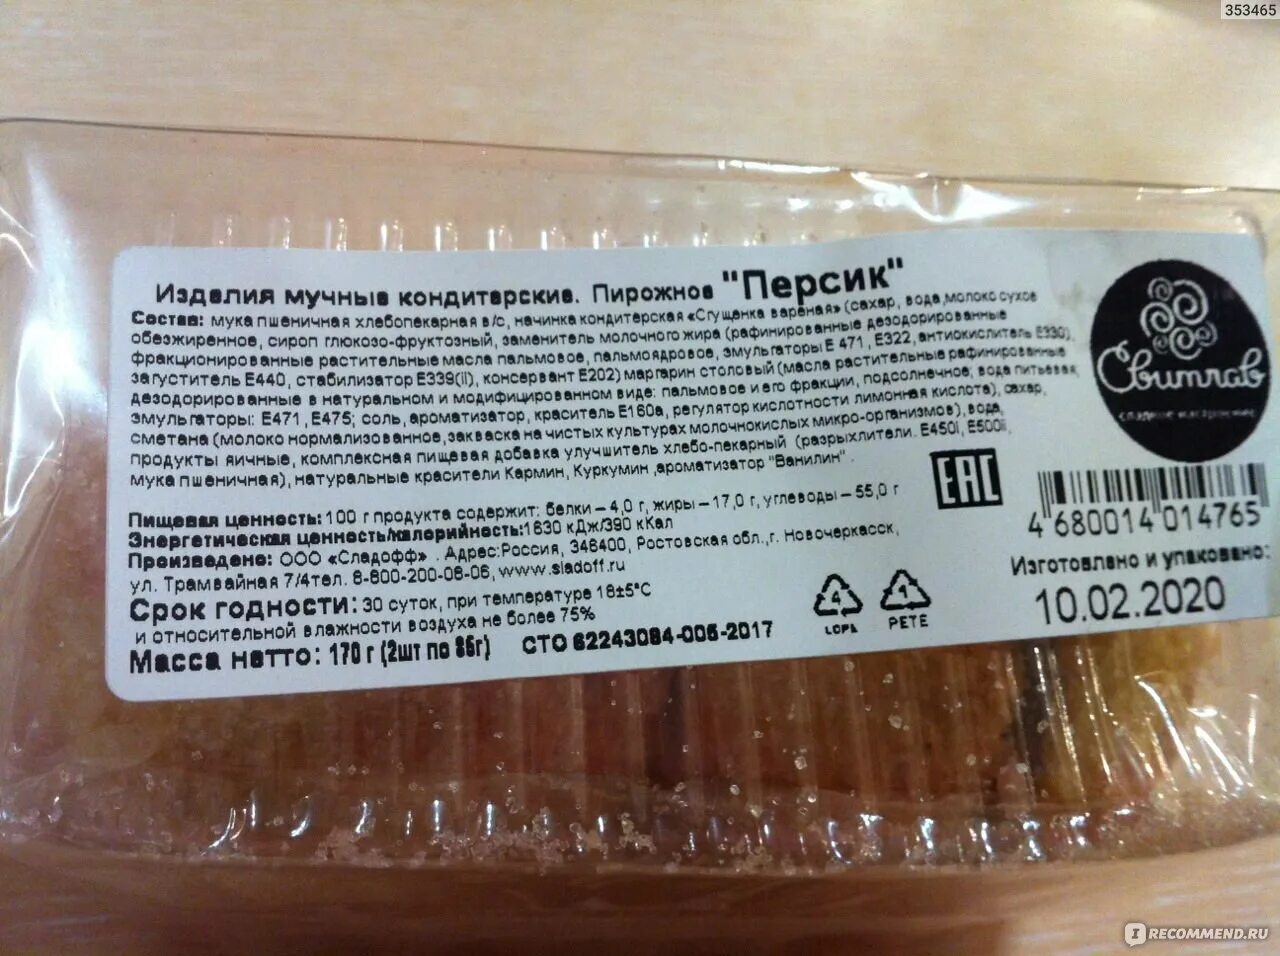 353465
Изделия мучные кондитерские. Пирожное "Персик"
Состав: мука пшеничная хлебопекарная в/с, начинка кондитерская «Сгущенка вареная» (сахар, вода, молоко сухое
обезжиренное, сироп глюкозо-фруктозный, заменитель молочного жира (рафинированные дезодорированные
фракционированные растительные масла пальмовое, пальмоядровое, эмульгаторы Е 471, Е322, антиокислитель Е330),
загуститель Е440, стабилизатор Е339(ii), консервант Е202) маргарин столовый (масла растительные рафинированные
дезодорированные в натуральном и модифицированном виде: пальмовое и его фракции, подсолнечное; вода питьевая,
эмульгаторы: Е471, Е475; соль, ароматизатор, краситель Е160а, регулятор кислотности лимонная кислота), сахар,
сметана (молоко нормализованное, закваска на чистых культурах молочнокислых микро-организмов), вода,
продукты яичные, комплексная пищевая добавка улучшитель хлебо-пекарный (разрыхлители. Е450i, Е500ii,
мука пшеничная), натуральные красители Кармин, Куркумин ,ароматизатор "Ванилин" .
Пищевая ценность: 100 г продукта содержит: белки – 4,0 г, жиры – 17,0 г, углеводы – 55,0 г
Энергетическая ценность/калорийность:1630 кДж/390 кКал
Произведено: ООО «Сладофф» . Адрес:Россия, 346400, Ростовская обл.,г. Новочеркасск,
ул. Трамвайная 7/4тел. 8-800-200-06-06, www.sladoff.ru
Срок годности: 30 суток, при температуре 18±5°С
и относительной влажности воздуха не более 75%
Масса нетто: 170 г (2шт по 85г) СТО 62243084-005-2017
4
LDPE
1
PETE
EAC
Свитлав
4 680014 014765
Изготовлено и упаковано:
10.02.2020
IRECOMMEND.RU